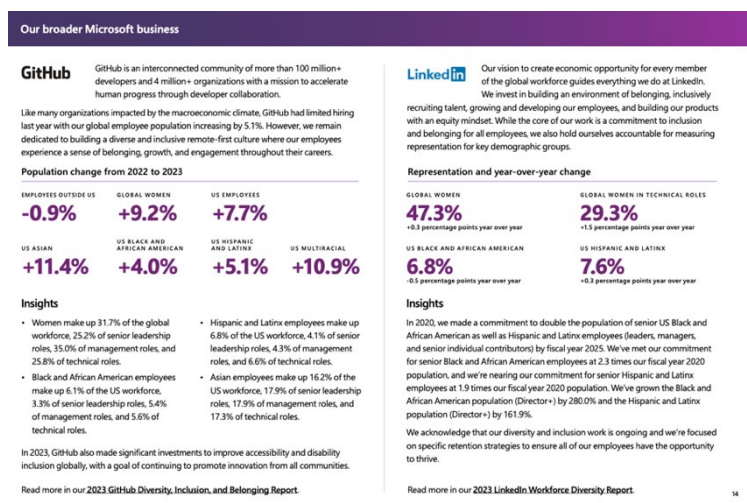 Our broader Microsoft business
GitHub
GitHub is an interconnected community of more than 100 million+
developers and 4 million+ organizations with a mission to accelerate
human progress through developer collaboration.
Like many organizations impacted by the macroeconomic climate, GitHub had limited hiring
last year with our global employee population increasing by 5.1%. However, we remain
dedicated to building a diverse and inclusive remote-first culture where our employees
experience a sense of belonging, growth, and engagement throughout their careers.
Population change from 2022 to 2023
EMPLOYEES OUTSIDE US
-0.9%
GLOBAL WOMEN
+9.2%
US EMPLOYEES
+7.7%
US ASIAN
+11.4%
US BLACK AND
AFRICAN AMERICAN
+4.0%
US HISPANIC
AND LATINX
+5.1%
US MULTIRACIAL
+10.9%
Insights
• Women make up 31.7% of the global
workforce, 25.2% of senior leadership
roles, 35.0% of management roles, and
25.8% of technical roles.
• Black and African American employees
make up 6.1% of the US workforce,
3.3% of senior leadership roles, 5.4%
of management roles, and 5.6% of
technical roles.
• Hispanic and Latinx employees make up
6.8% of the US workforce, 4.1% of senior
leadership roles, 4.3% of management
roles, and 6.6% of technical roles.
• Asian employees make up 16.2% of the
US workforce, 17.9% of senior leadership
roles, 17.9% of management roles, and
17.3% of technical roles.
In 2023, GitHub also made significant investments to improve accessibility and disability
inclusion globally, with a goal of continuing to promote innovation from all communities.
Read more in our 2023 GitHub Diversity, Inclusion, and Belonging Report.
LinkedIn
Our vision to create economic opportunity for every member
of the global workforce guides everything we do at LinkedIn.
We invest in building an environment of belonging, inclusively
recruiting talent, growing and developing our employees, and building our products
with an equity mindset. While the core of our work is a commitment to inclusion
and belonging for all employees, we also hold ourselves accountable for measuring
representation for key demographic groups.
Representation and year-over-year change
GLOBAL WOMEN
47.3%
+0.3 percentage points year over year
GLOBAL WOMEN IN TECHNICAL ROLES
29.3%
+1.5 percentage points year over year
US BLACK AND AFRICAN AMERICAN
6.8%
-0.5 percentage points year over year
US HISPANIC AND LATINX
7.6%
+0.3 percentage points year over year
Insights
In 2020, we made a commitment to double the population of senior US Black and
African American as well as Hispanic and Latinx employees (leaders, managers,
and senior individual contributors) by fiscal year 2025. We've met our commitment
for senior Black and African American employees at 2.3 times our fiscal year 2020
population, and we're nearing our commitment for senior Hispanic and Latinx
employees at 1.9 times our fiscal year 2020 population. We've grown the Black and
African American population (Director+) by 280.0% and the Hispanic and Latinx
population (Director+) by 161.9%.
We acknowledge that our diversity and inclusion work is ongoing and we're focused
on specific retention strategies to ensure all of our employees have the opportunity
to thrive.
Read more in our 2023 LinkedIn Workforce Diversity Report.
14